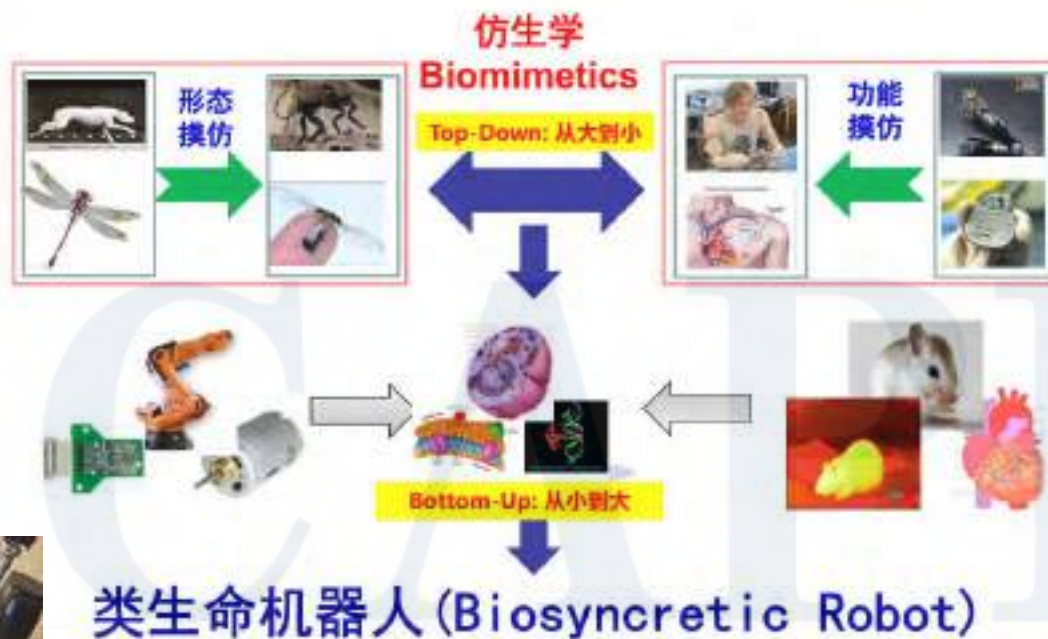 仿生学
Biomimetics
形态
摸仿
Top-Down: 从大到小
功能
摸仿
Bottom-Up: 从小到大
类生命机器人(Biosyncretic Robot)